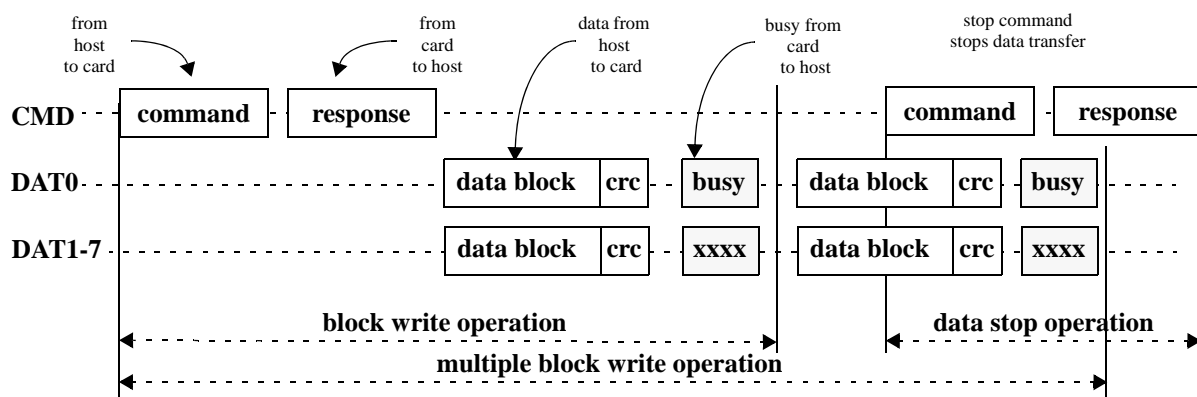 from
host
to card
from
card
to host
data from
host
to card
busy from
card
to host
stop command
stops data transfer
CMD command response command response
DAT0 data block crc busy data block crc busy
DAT1-7 data block crc xxxx data block crc xxxx
block write operation data stop operation
multiple block write operation